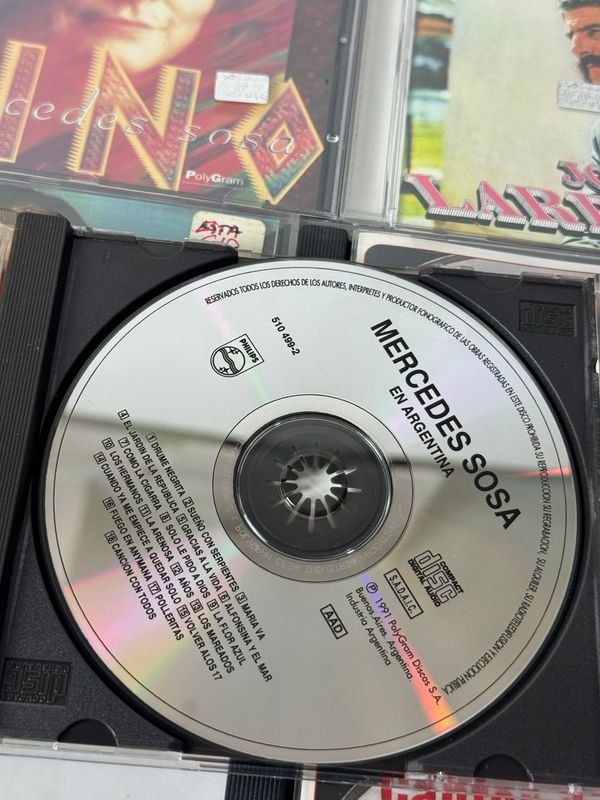 INO
cedes sosa
PolyGram
LAR
ESTA
RESERVADOS TODOS LOS DERECHOS DE LOS AUTORES, INTERPRETES Y PRODUCTOR FONOGRAFICO DE LAS OBRAS REGISTRADAS EN ESTE DISCO PROHIBIDA SU REPRODUCCION SU REGRABACION, SU ALQUILER, SU RADIOTELEDIFUSION Y EJECUCION PUBLICA.
510 499-2
PHILIPS
MERCEDES SOSA
EN ARGENTINA
1 DRUME NEGRITA 2 SUEÑO CON SERPIENTES 3 MARIA VA
4 EL JARDIN DE LA REPUBLICA 5 GRACIAS A LA VIDA 6 ALFONSINA Y EL MAR
7 COMO LA CIGARRA 8 SOLO LE PIDO A DIOS 9 LA FLOR AZUL
10 LOS HERMANOS 11 LA ARENOSA 12 AÑOS 13 LOS MAREADOS
14 CUANDO YA ME EMPIECE A QUEDAR SOLO 15 VOLVER A LOS 17
16 FUEGO EN ANYMANA 17 POLLERITAS
18 CANCION CON TODOS
COMPACT
disc
DIGITAL AUDIO
S.A.D.A.I.C.
AAD
℗ 1991 PolyGram Discos S.A.
Buenos Aires. Argentina.
Industria Argentina